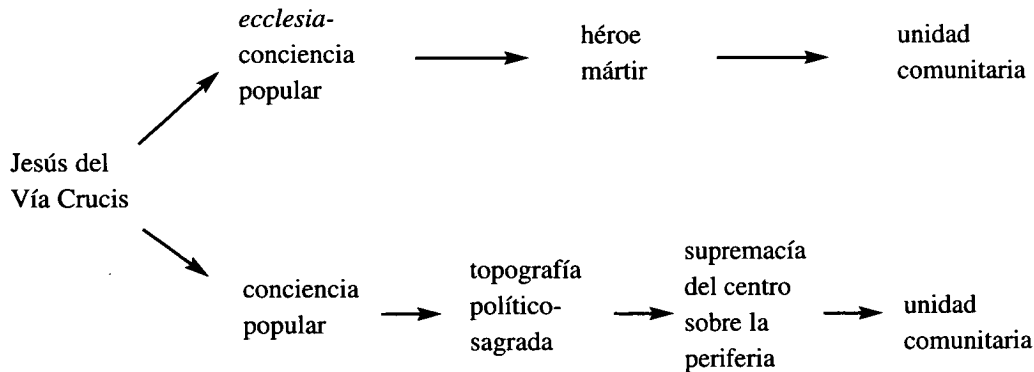 ecclesia-
conciencia
popular
héroe
mártir
unidad
comunitaria
Jesús del
Vía Crucis
conciencia
popular
topografía
político-
sagrada
supremacía
del centro
sobre la
periferia
unidad
comunitaria